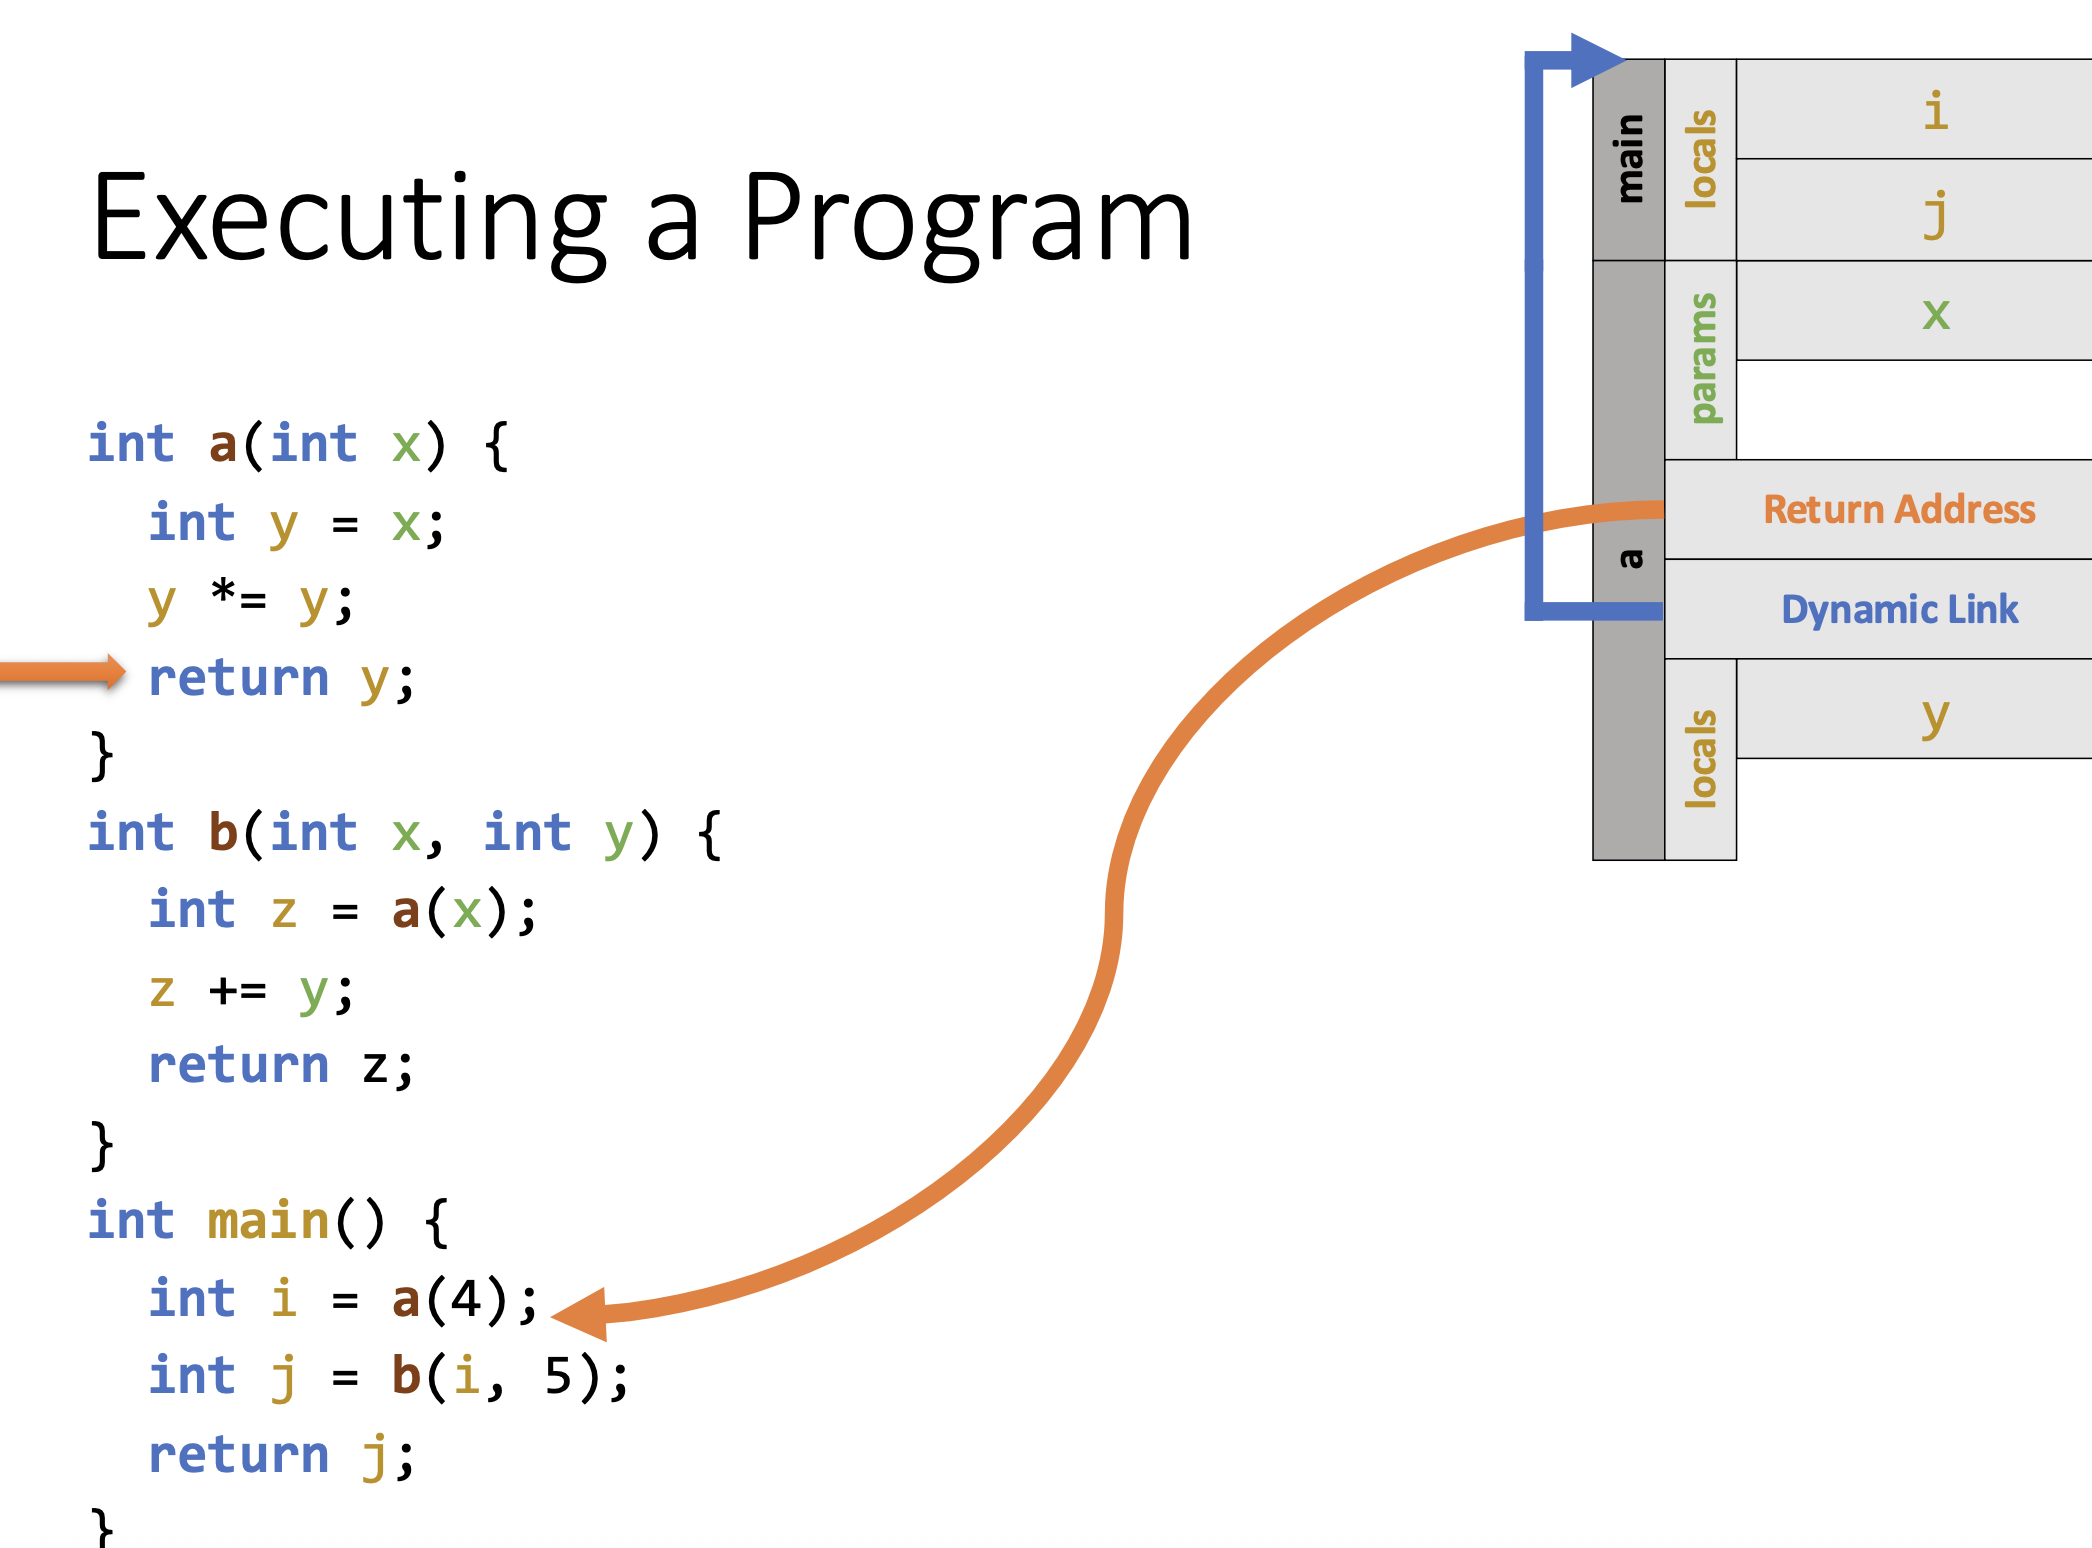 Executing a Program
int a(int x) {
int y = x;
y *= y;
return y;
}
int b(int x, int y) {
int z = a(x);
z += y;
return z;
}
int main() {
int i = a(4);
int j = b(i, 5);
return j;
}
main
locals
i
j
a
params
x
Return Address
Dynamic Link
locals
y